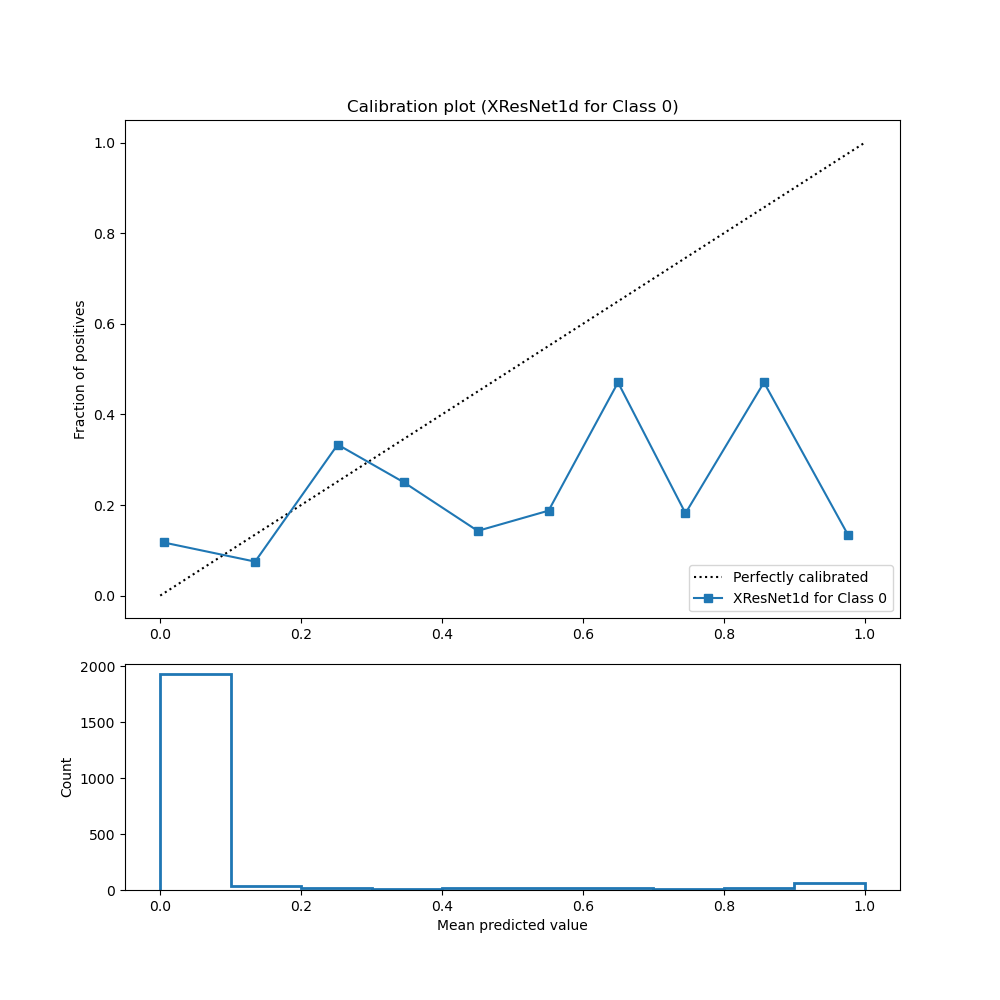 Calibration plot (XResNet1d for Class 0)
1.0
0.8
0.6
0.4
0.2
0.0
Fraction of positives
0.0 0.2 0.4 0.6 0.8 1.0
Perfectly calibrated
XResNet1d for Class 0
2000
1500
1000
500
0
Count
0.0 0.2 0.4 0.6 0.8 1.0
Mean predicted value